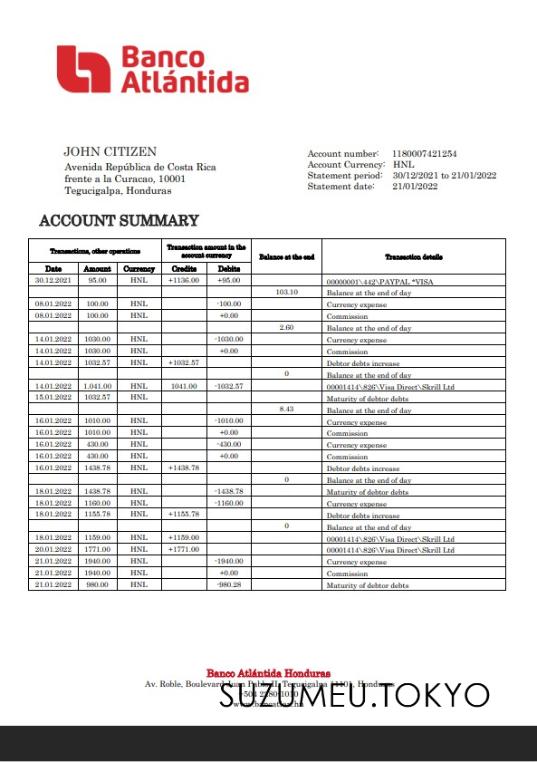 Banco
Atlántida
JOHN CITIZEN
Avenida República de Costa Rica
frente a la Curacao, 10001
Tegucigalpa, Honduras
Account number: 1180007421254
Account Currency: HNL
Statement period: 30/12/2021 to 21/01/2022
Statement date: 21/01/2022
ACCOUNT SUMMARY
Transactions, other operations Transaction amount in the account currency Balance at the end Transaction details
Date Amount Currency Credits Debits
30.12.2021 95.00 HNL +1136.00 +95.00 00000001\442\PAYPAL *VISA
103.10 Balance at the end of day
08.01.2022 100.00 HNL -100.00 Currency expense
08.01.2022 100.00 HNL +0.00 Commission
2.60 Balance at the end of day
14.01.2022 1030.00 HNL -1030.00 Currency expense
14.01.2022 1030.00 HNL +0.00 Commission
14.01.2022 1032.57 HNL +1032.57 Debtor debts increase
0 Balance at the end of day
14.01.2022 1.041.00 HNL 1041.00 -1032.57 00001414\826\Visa Direct\Skrill Ltd
15.01.2022 1032.57 HNL Maturity of debtor debts
8.43 Balance at the end of day
16.01.2022 1010.00 HNL -1010.00 Currency expense
16.01.2022 1010.00 HNL +0.00 Commission
16.01.2022 430.00 HNL -430.00 Currency expense
16.01.2022 430.00 HNL +0.00 Commission
16.01.2022 1438.78 HNL +1438.78 Debtor debts increase
0 Balance at the end of day
18.01.2022 1438.78 HNL -1438.78 Maturity of debtor debts
18.01.2022 1160.00 HNL -1160.00 Currency expense
18.01.2022 1155.78 HNL +1155.78 Debtor debts increase
0 Balance at the end of day
18.01.2022 1159.00 HNL +1159.00 00001414\826\Visa Direct\Skrill Ltd
20.01.2022 1771.00 HNL +1771.00 00001414\826\Visa Direct\Skrill Ltd
21.01.2022 1940.00 HNL -1940.00 Currency expense
21.01.2022 1940.00 HNL +0.00 Commission
21.01.2022 980.00 HNL -980.28 Maturity of debtor debts
Banco Atlántida Honduras
Av. Roble, Boulevard Juan Pablo II, Tegucigalpa 11101, Honduras
SUZUMEU.TOKYO